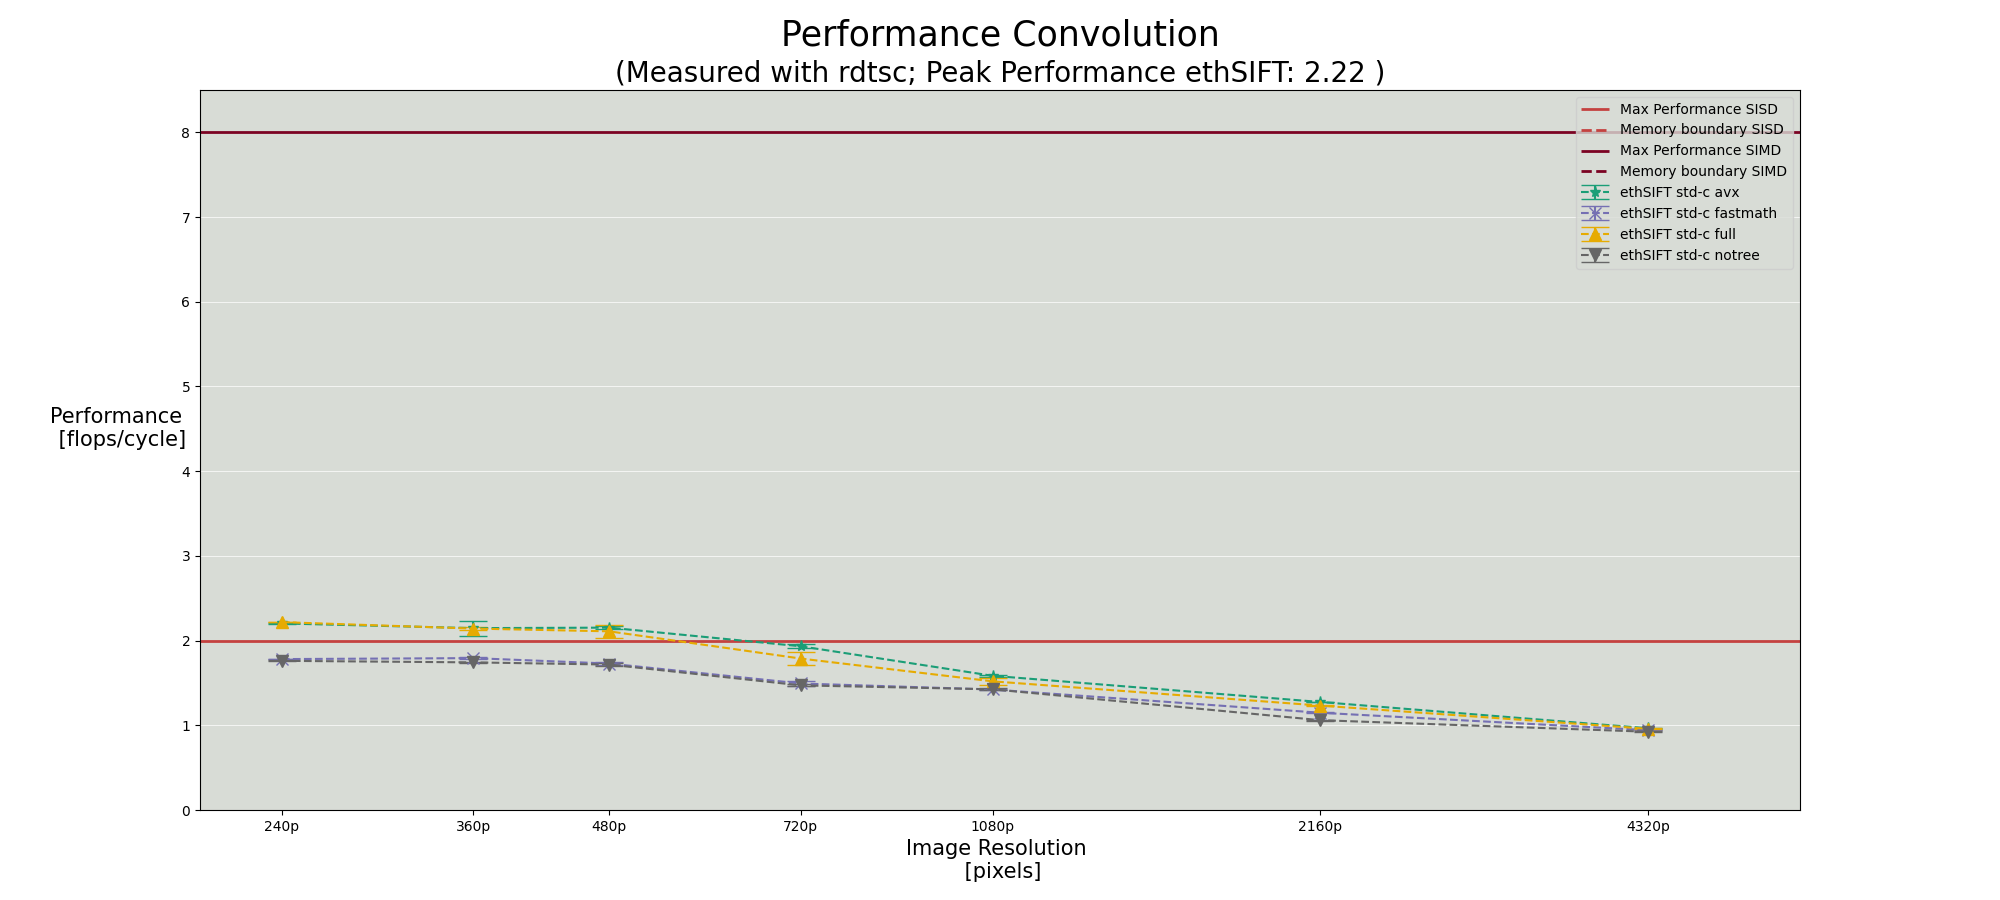 Performance Convolution
(Measured with rdtsc; Peak Performance ethSIFT: 2.22 )
Max Performance SISD
Memory boundary SISD
Max Performance SIMD
Memory boundary SIMD
ethSIFT std-c avx
ethSIFT std-c fastmath
ethSIFT std-c full
ethSIFT std-c notree
8
7
6
5
4
3
2
1
0
Performance
[flops/cycle]
240p 360p 480p 720p 1080p 2160p 4320p
Image Resolution
[pixels]